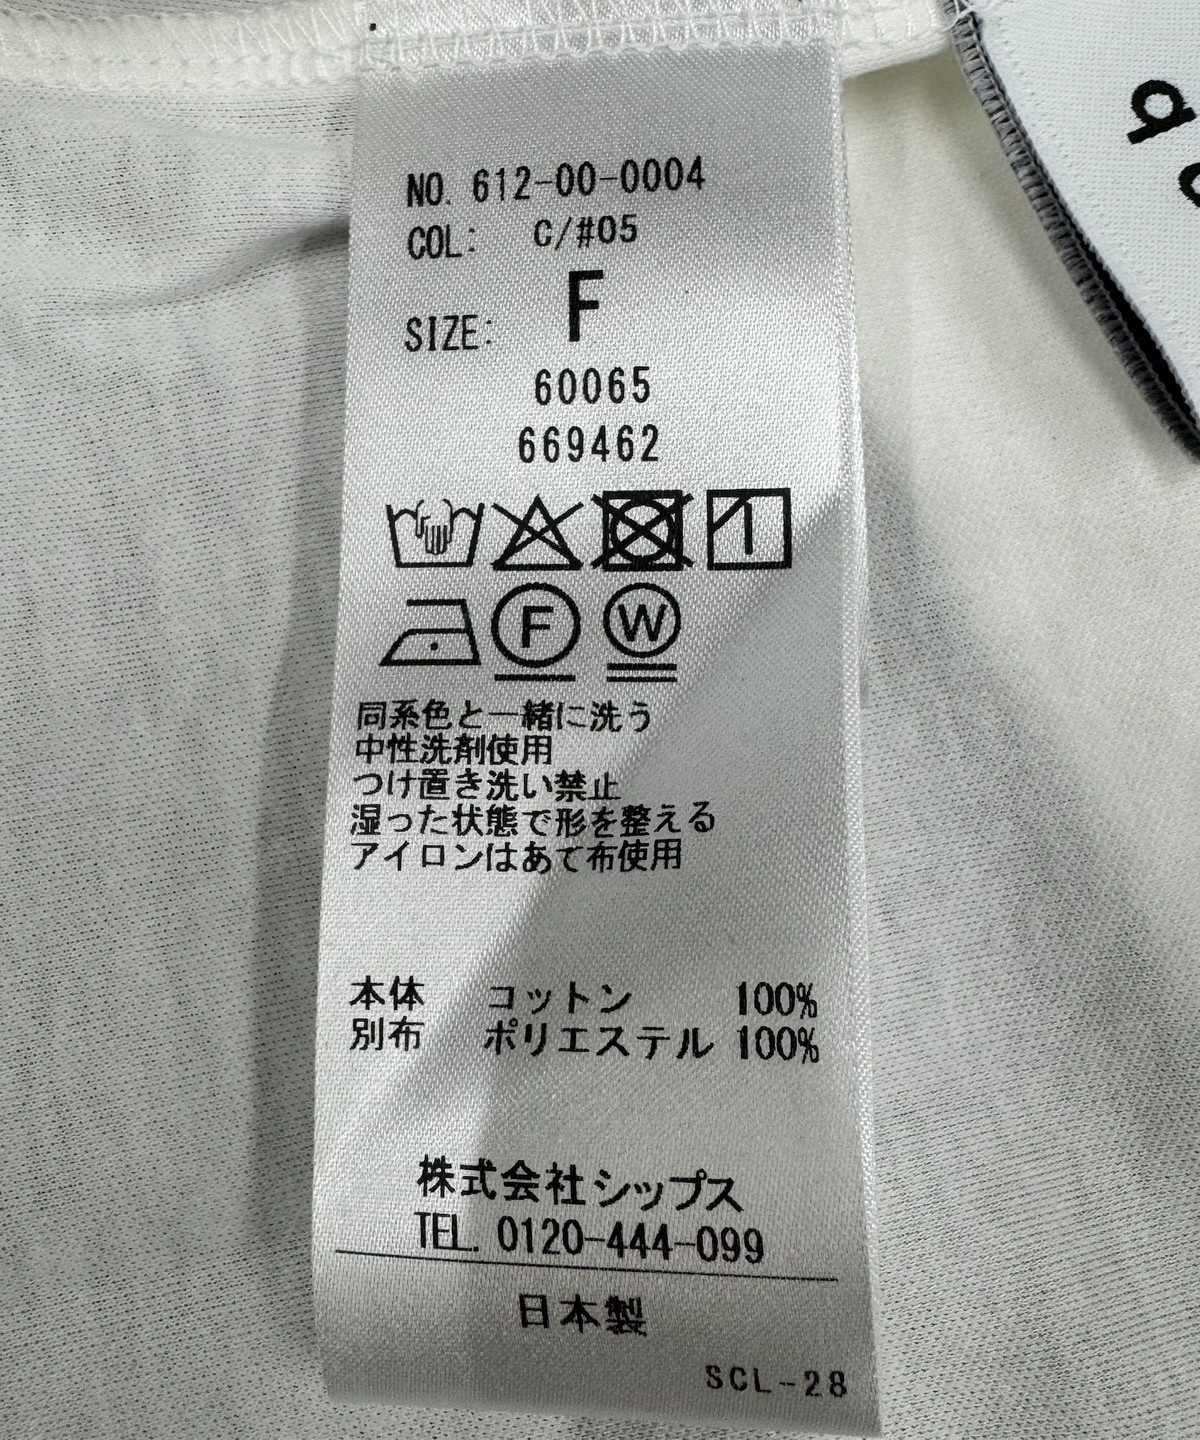 NO. 612-00-0004
COL: C/#05
SIZE: F
60065
669462
F W
同系色と一緒に洗う
中性洗剤使用
つけ置き洗い禁止
湿った状態で形を整える
アイロンはあて布使用
本体 コットン 100%
別布 ポリエステル 100%
株式会社シップス
TEL. 0120-444-099
日本製
SCL-28